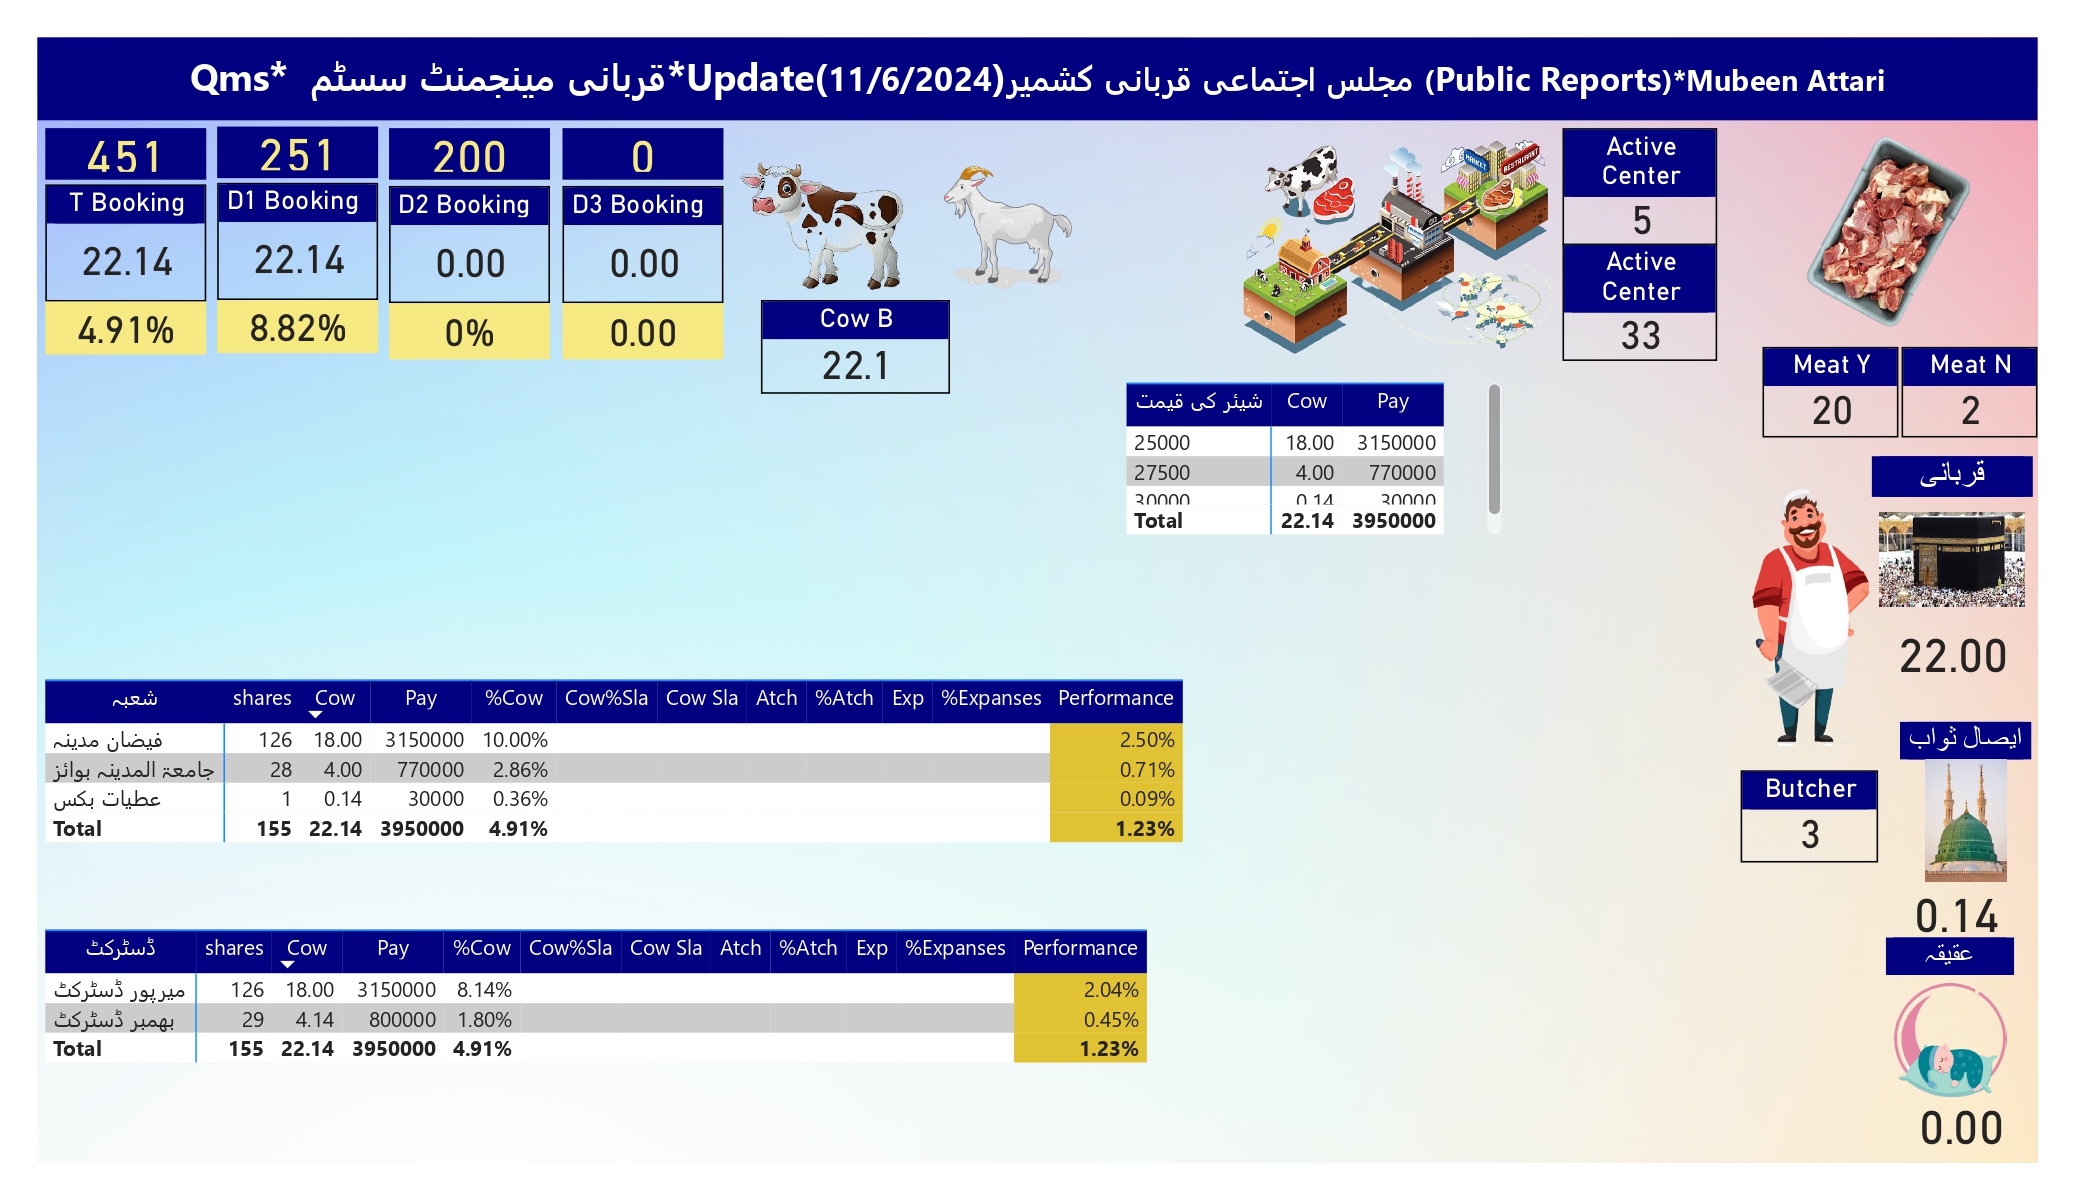 Qms* قربانی مینجمنٹ سسٹم*Update(11/6/2024)مجلس اجتماعی قربانی کشمیر (Public Reports)*Mubeen Attari
451 251 200 0
T Booking D1 Booking D2 Booking D3 Booking
22.14 22.14 0.00 0.00
4.91% 8.82% 0% 0.00
Cow B
22.1
MARKET RESTAURANT
Active Center
5
Active Center
33
Meat Y Meat N
20 2
شیئر کی قیمت Cow Pay
25000 18.00 3150000
27500 4.00 770000
30000 0.14 30000
Total 22.14 3950000
قربانی
22.00
شعبہ shares Cow Pay %Cow Cow%Sla Cow Sla Atch %Atch Exp %Expanses Performance
فیضان مدینہ 126 18.00 3150000 10.00% 2.50%
جامعۃ المدینہ بوائز 28 4.00 770000 2.86% 0.71%
عطیات بکس 1 0.14 30000 0.36% 0.09%
Total 155 22.14 3950000 4.91% 1.23%
ایصال ثواب
Butcher
3
0.14
ڈسٹرکٹ shares Cow Pay %Cow Cow%Sla Cow Sla Atch %Atch Exp %Expanses Performance
میرپور ڈسٹرکٹ 126 18.00 3150000 8.14% 2.04%
بھمبر ڈسٹرکٹ 29 4.14 800000 1.80% 0.45%
Total 155 22.14 3950000 4.91% 1.23%
عقیقہ
0.00